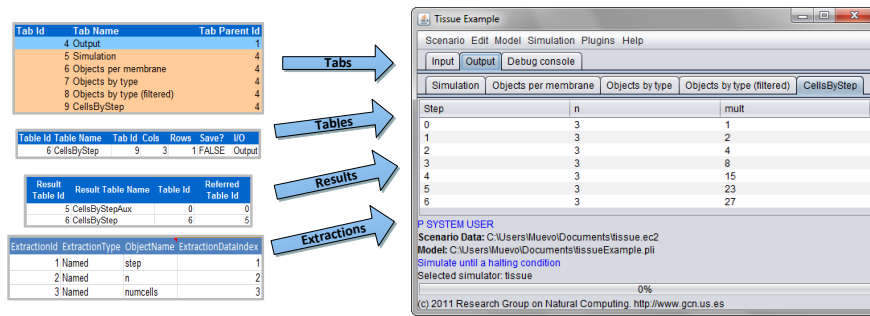 Tab Id Tab Name Tab Parent Id
4 Output 1
5 Simulation 4
6 Objects per membrane 4
7 Objects by type 4
8 Objects by type (filtered) 4
9 CellsByStep 4
Table Id Table Name Tab Id Cols Rows Save? I/O
6 CellsByStep 9 3 1 FALSE Output
Result Table Id Result Table Name Table Id Referred Table Id
5 CellsByStepAux 0 0
6 CellsByStep 6 5
ExtractionId ExtractionType ObjectName ExtractionDataIndex
1 Named step 1
2 Named n 2
3 Named numcells 3
Tabs
Tables
Results
Extractions
Tissue Example
Scenario Edit Model Simulation Plugins Help
Input Output Debug console
Simulation Objects per membrane Objects by type Objects by type (filtered) CellsByStep
Step n mult
0 3 1
1 3 2
2 3 4
3 3 8
4 3 15
5 3 23
6 3 27
P SYSTEM USER
Scenario Data: C:\Users\Muevo\Documents\tissue.ec2
Model: C:\Users\Muevo\Documents\tissueExample.pli
Simulate until a halting condition
Selected simulator: tissue
0%
(c) 2011 Research Group on Natural Computing. http://www.gcn.us.es